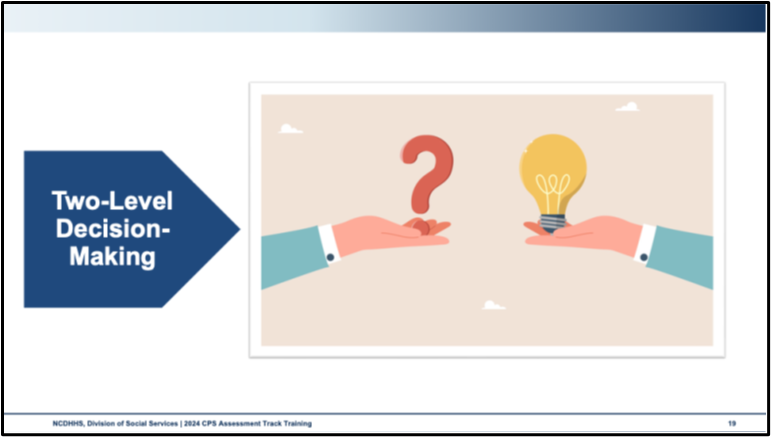 Two-Level
Decision-
Making
NCDHHS, Division of Social Services | 2024 CPS Assessment Track Training
19